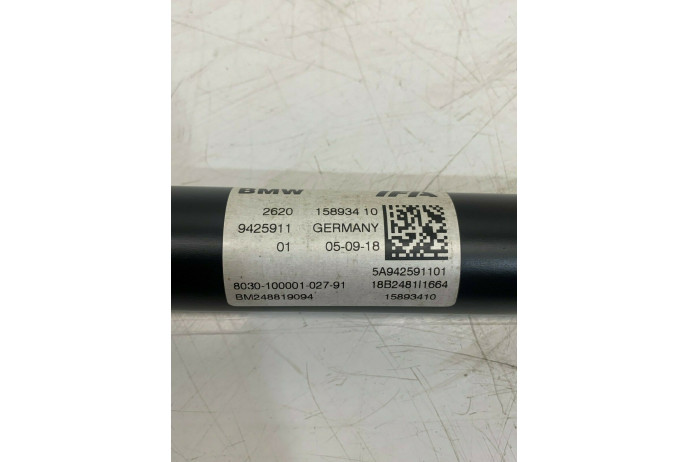 BMW IFA
2620 158934 10
9425911 GERMANY
01 05-09-18
5A942591101
8030-100001-027-91 18B2481I1664
BM248819094 15893410